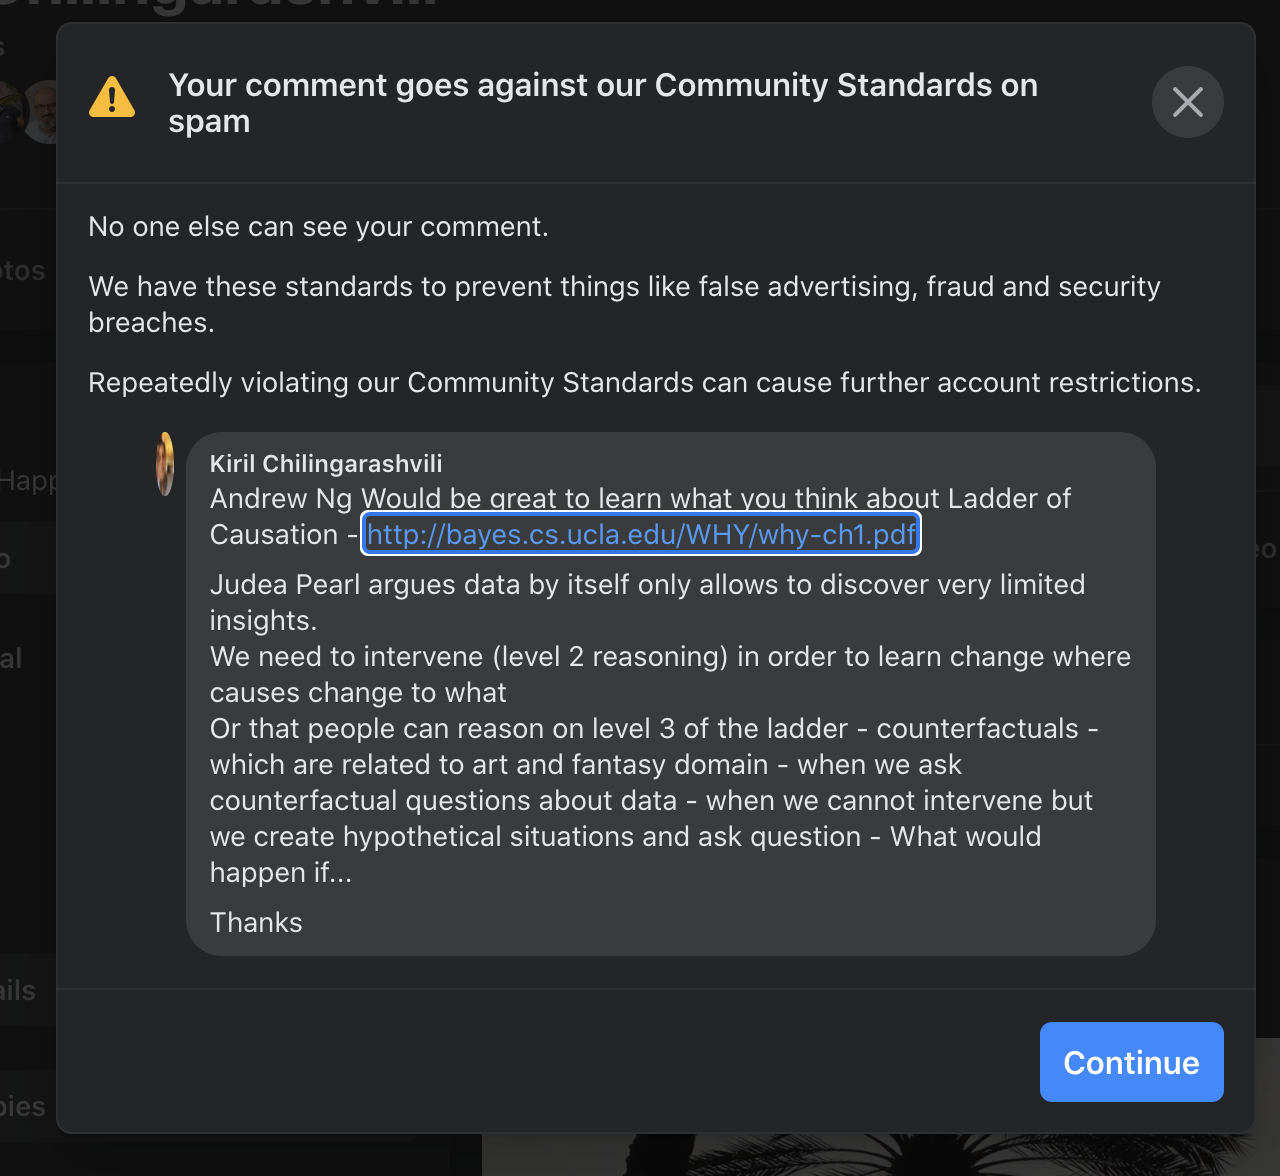 Your comment goes against our Community Standards on
spam
No one else can see your comment.
We have these standards to prevent things like false advertising, fraud and security
breaches.
Repeatedly violating our Community Standards can cause further account restrictions.
Kiril Chilingarashvili
Andrew Ng Would be great to learn what you think about Ladder of
Causation - http://bayes.cs.ucla.edu/WHY/why-ch1.pdf
Judea Pearl argues data by itself only allows to discover very limited
insights.
We need to intervene (level 2 reasoning) in order to learn change where
causes change to what
Or that people can reason on level 3 of the ladder - counterfactuals -
which are related to art and fantasy domain - when we ask
counterfactual questions about data - when we cannot intervene but
we create hypothetical situations and ask question - What would
happen if...
Thanks
Continue